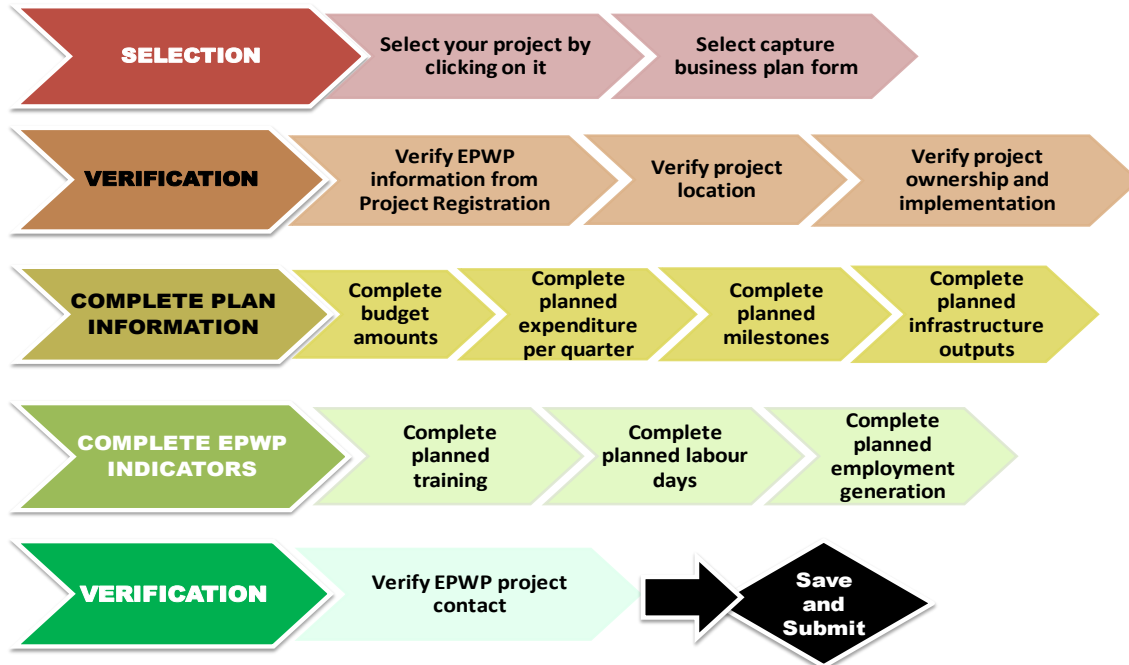 SELECTION
Select your project by
clicking on it
Select capture
business plan form
VERIFICATION
Verify EPWP
information from
Project Registration
Verify project
location
Verify project
ownership and
implementation
COMPLETE PLAN
INFORMATION
Complete
budget
amounts
Complete
planned
expenditure
per quarter
Complete
planned
milestones
Complete
planned
infrastructure
outputs
COMPLETE EPWP
INDICATORS
Complete
planned
training
Complete
planned labour
days
Complete
planned
employment
generation
VERIFICATION
Verify EPWP project
contact
Save
and
Submit